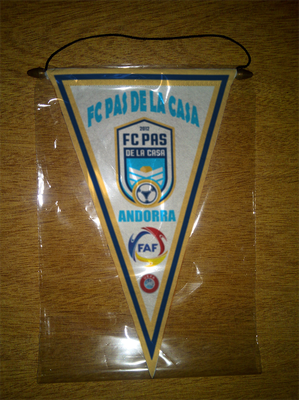 FC PAS DE LA CASA
2012
FC PAS
DE LA CASA
ANDORRA
FAF